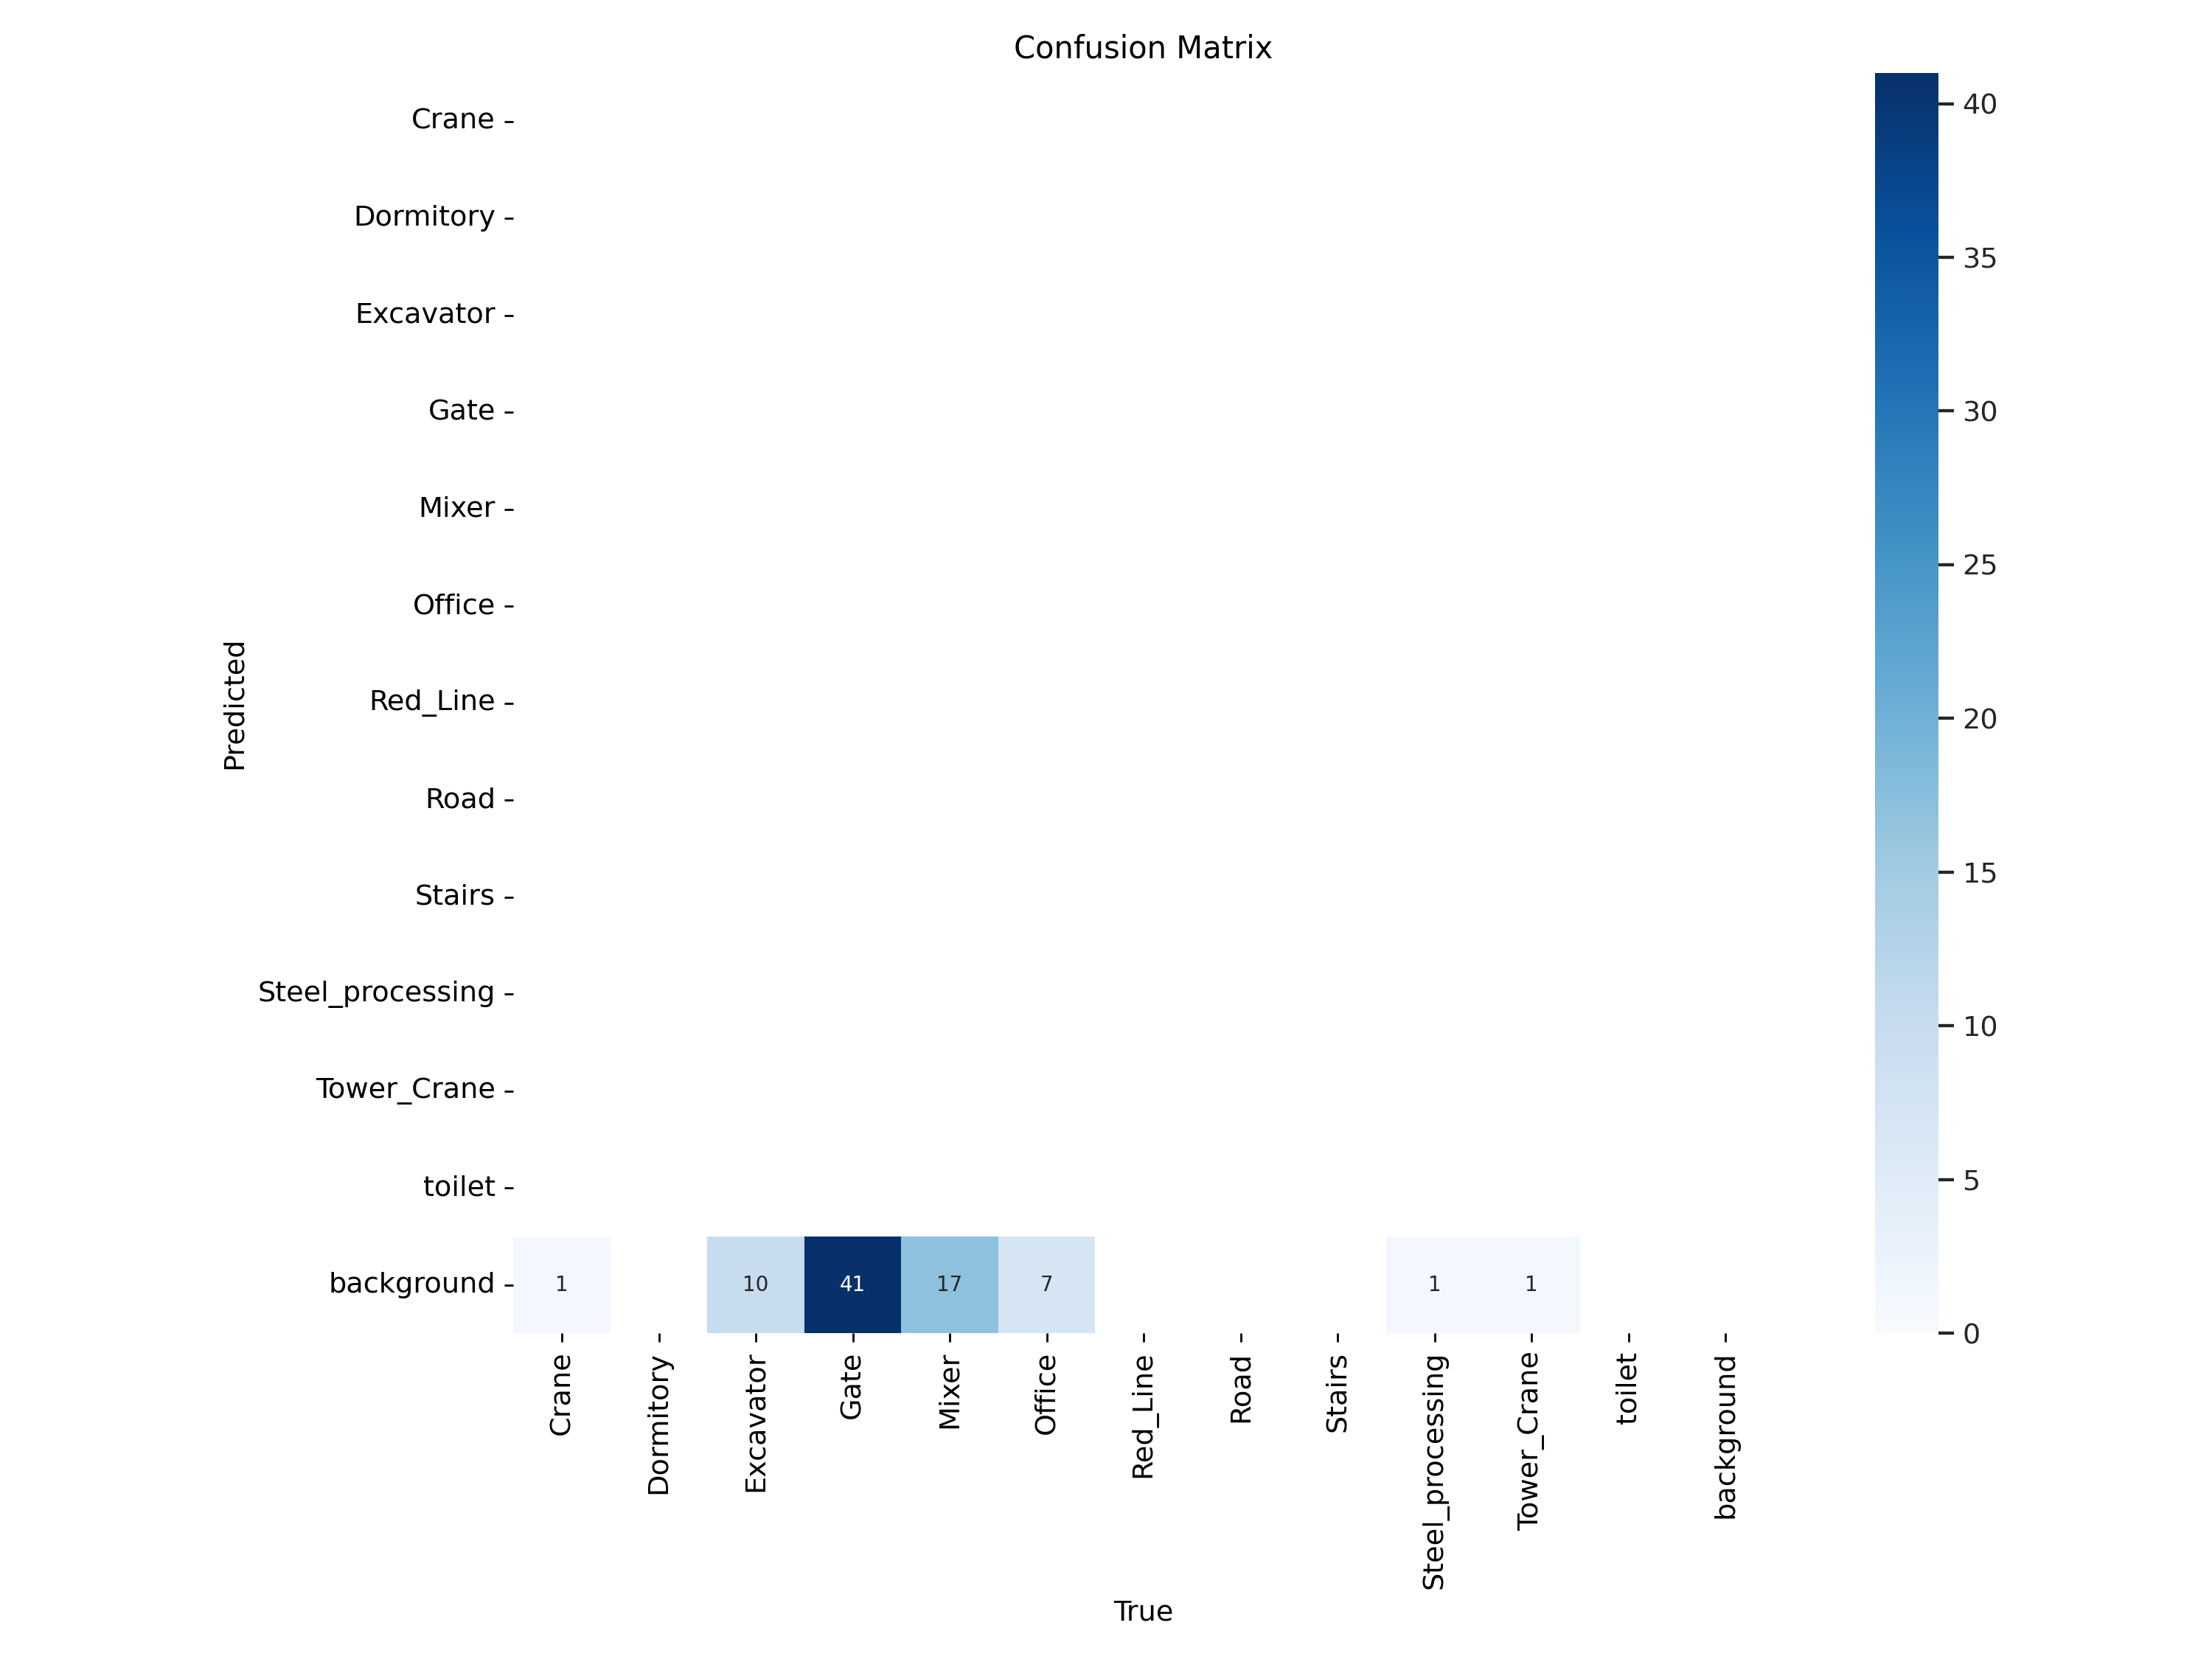 Confusion Matrix
Predicted
Crane
Dormitory
Excavator
Gate
Mixer
Office
Red_Line
Road
Stairs
Steel_processing
Tower_Crane
toilet
background
1 10 41 17 7 1 1
Crane Dormitory Excavator Gate Mixer Office Red_Line Road Stairs Steel_processing Tower_Crane toilet background
True
40
35
30
25
20
15
10
5
0